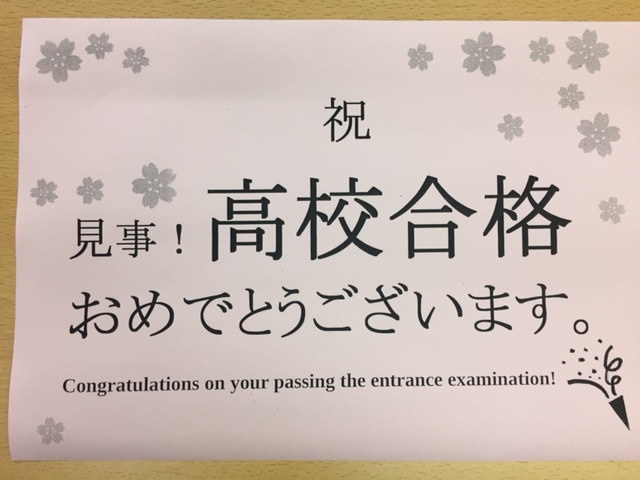 祝
見事！高校合格
おめでとうございます。
Congratulations on your passing the entrance examination!